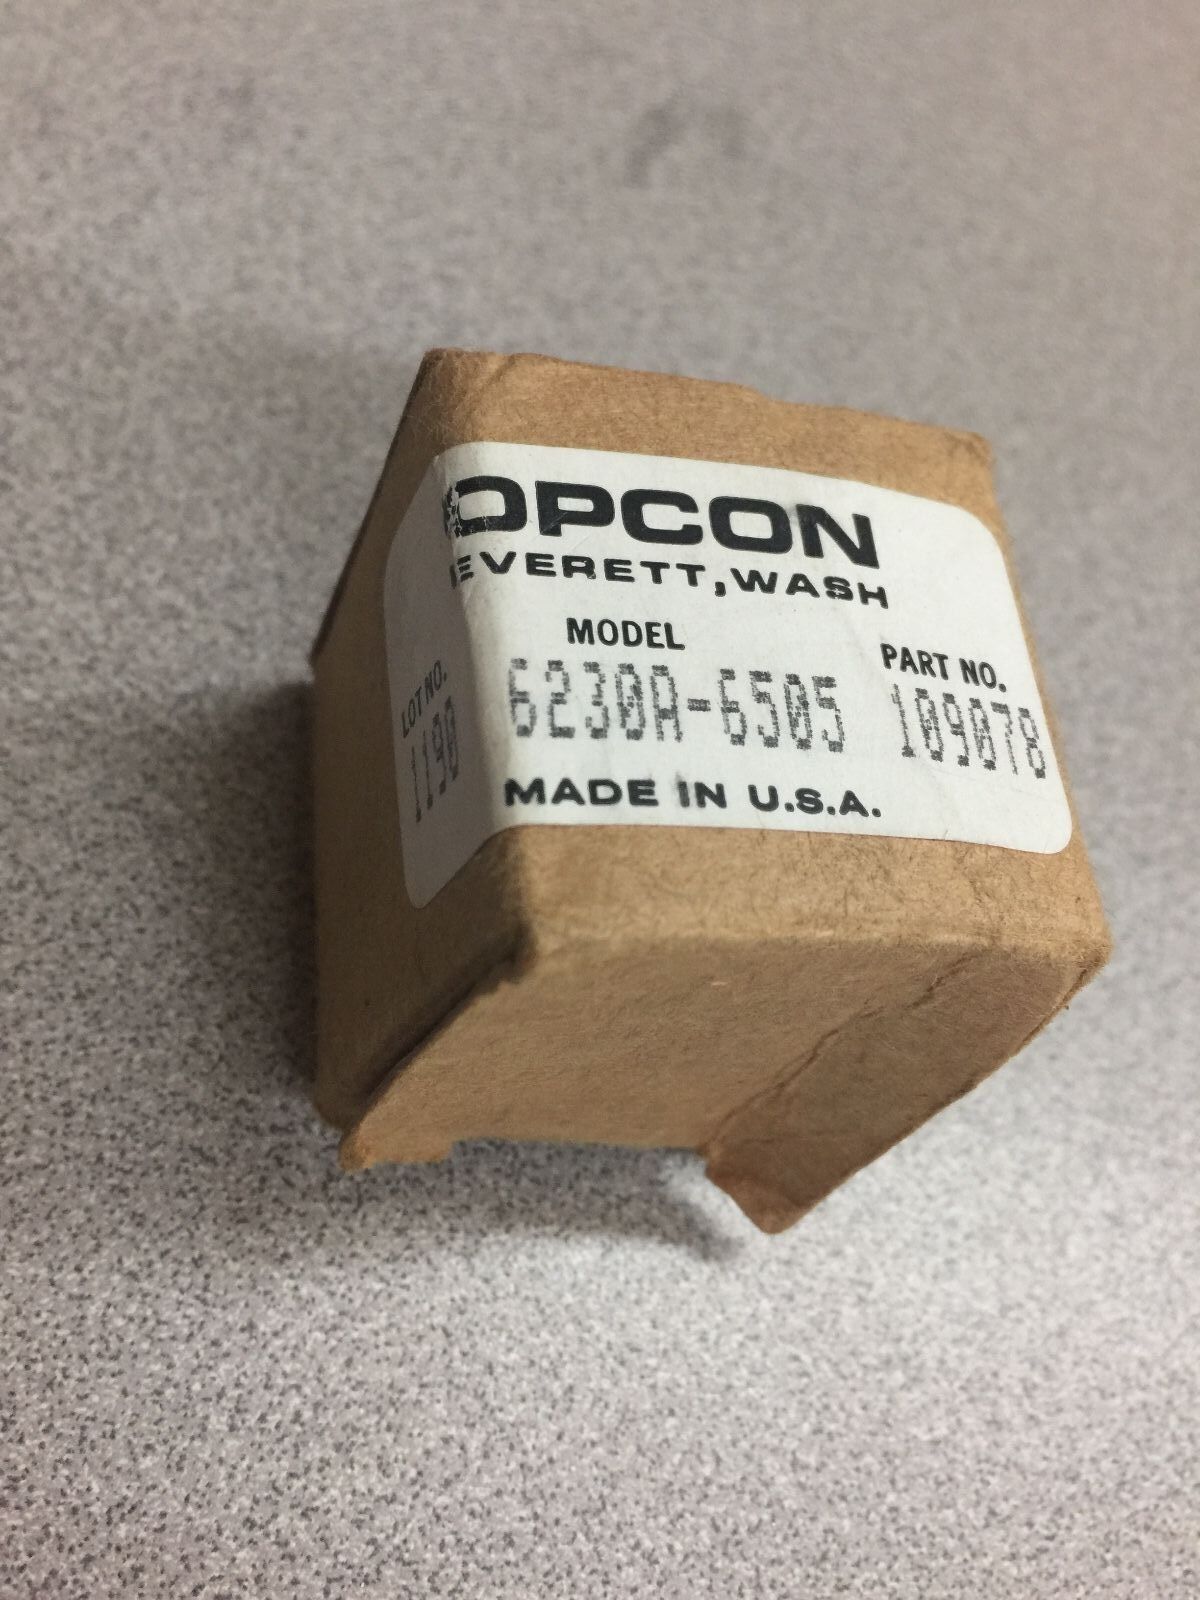 OPCON
EVERETT, WASH
MODEL
6230A-6505
PART NO.
109078
LOT NO.
1190
MADE IN U.S.A.